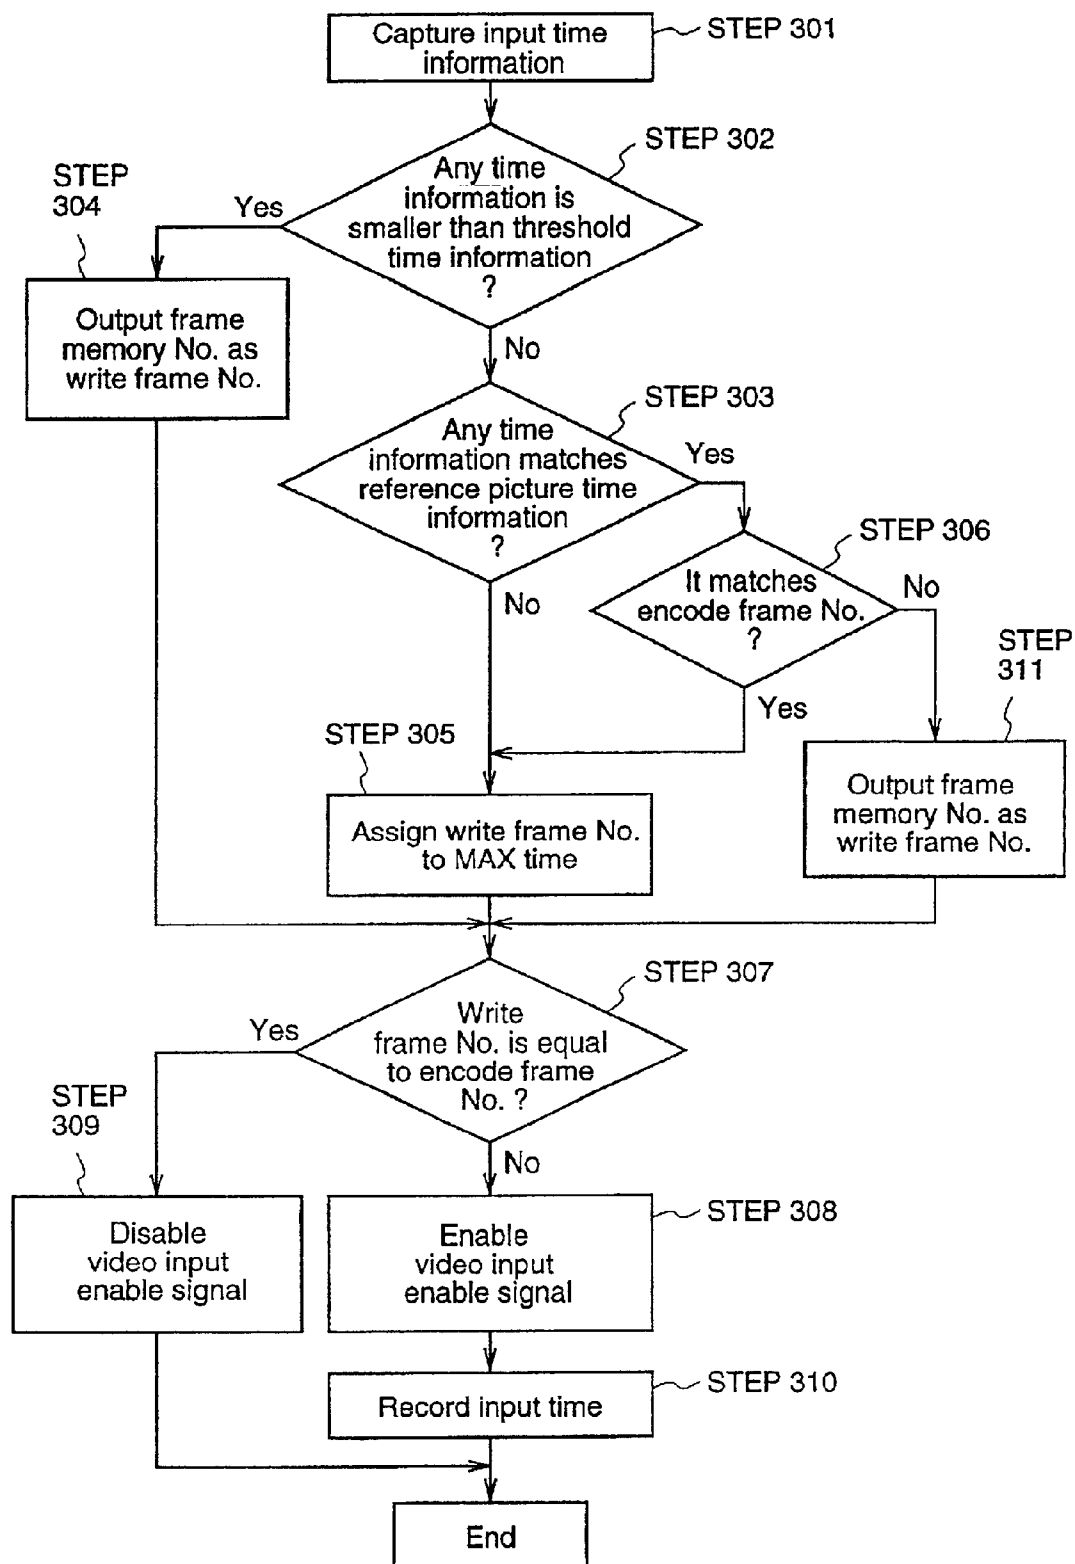 Capture input time
information
STEP 301
STEP 302
Any time
information is
smaller than threshold
time information
?
Yes
STEP
304
Output frame
memory No. as
write frame No.
No
STEP 303
Any time
information matches
reference picture time
information
?
Yes
STEP 306
It matches
encode frame No.
?
No
No
Yes
STEP
311
STEP 305
Assign write frame No.
to MAX time
Output frame
memory No. as
write frame No.
STEP 307
Write
frame No. is equal
to encode frame
No. ?
Yes
STEP
309
No
Disable
video input
enable signal
Enable
video input
enable signal
STEP 308
Record input time
STEP 310
End